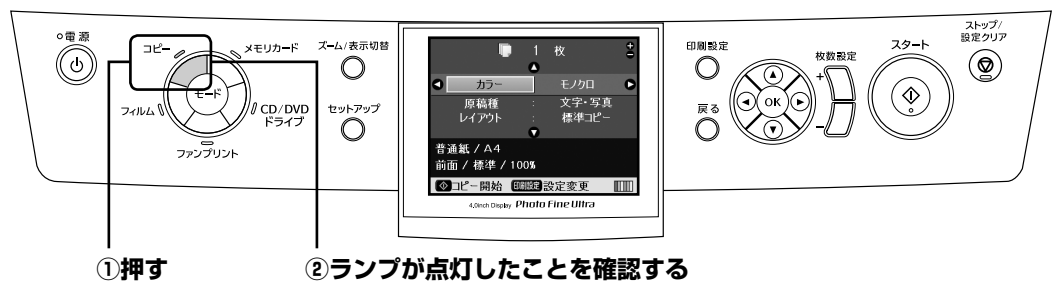 電源
コピー
メモリカード
モード
フィルム
CD/DVD
ドライブ
ファンプリント
ズーム/表示切替
セットアップ
1 枚
カラー
モノクロ
原稿種 : 文字・写真
レイアウト : 標準コピー
普通紙 / A4
前面 / 標準 / 100%
コピー開始 印刷設定 設定変更
4.0inch Display Photo Fine Ultra
印刷設定
戻る
OK
枚数設定
+
-
スタート
ストップ/
設定クリア
①押す
②ランプが点灯したことを確認する